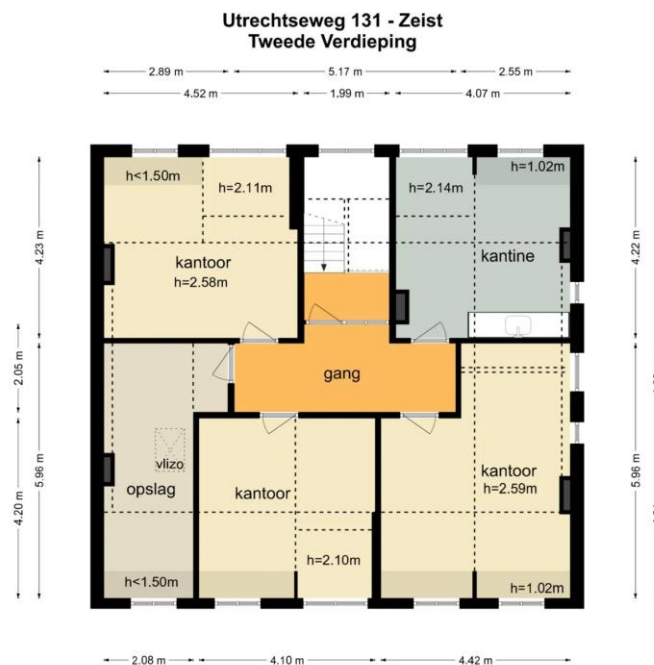 Utrechtseweg 131 - Zeist
Tweede Verdieping
2.89 m
5.17 m
2.55 m
4.52 m
1.99 m
4.07 m
h<1.50m
h=2.11m
h=2.14m
h=1.02m
4.23 m
4.22 m
kantoor
h=2.58m
kantine
2.05 m
gang
5.96 m
4.20 m
vlizo
opslag
kantoor
kantoor
h=2.59m
5.96 m
h=2.10m
h<1.50m
h=1.02m
2.08 m
4.10 m
4.42 m